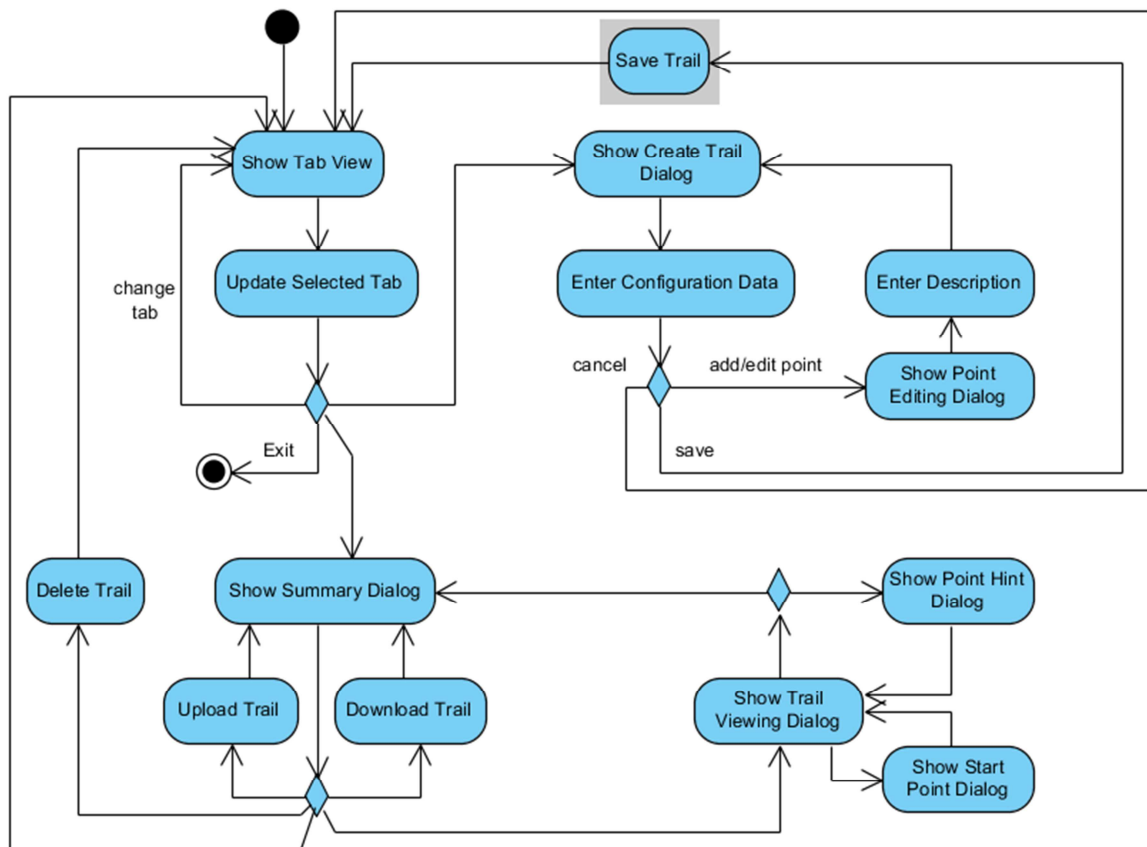 Save Trail
Show Tab View
Show Create Trail
Dialog
change
tab
Update Selected Tab
Enter Configuration Data
Enter Description
cancel
add/edit point
Show Point
Editing Dialog
Exit
save
Delete Trail
Show Summary Dialog
Show Point Hint
Dialog
Upload Trail
Download Trail
Show Trail
Viewing Dialog
Show Start
Point Dialog